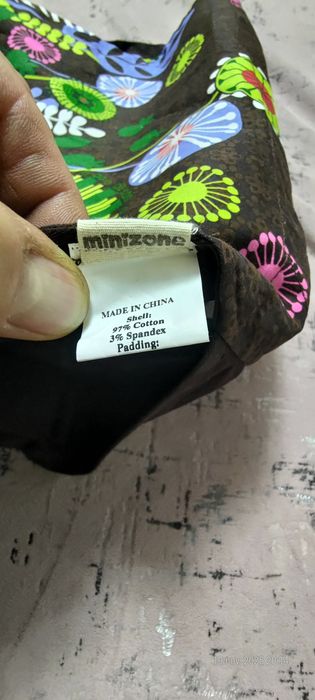 minizone
MADE IN CHINA
Shell:
97% Cotton
3% Spandex
Padding: